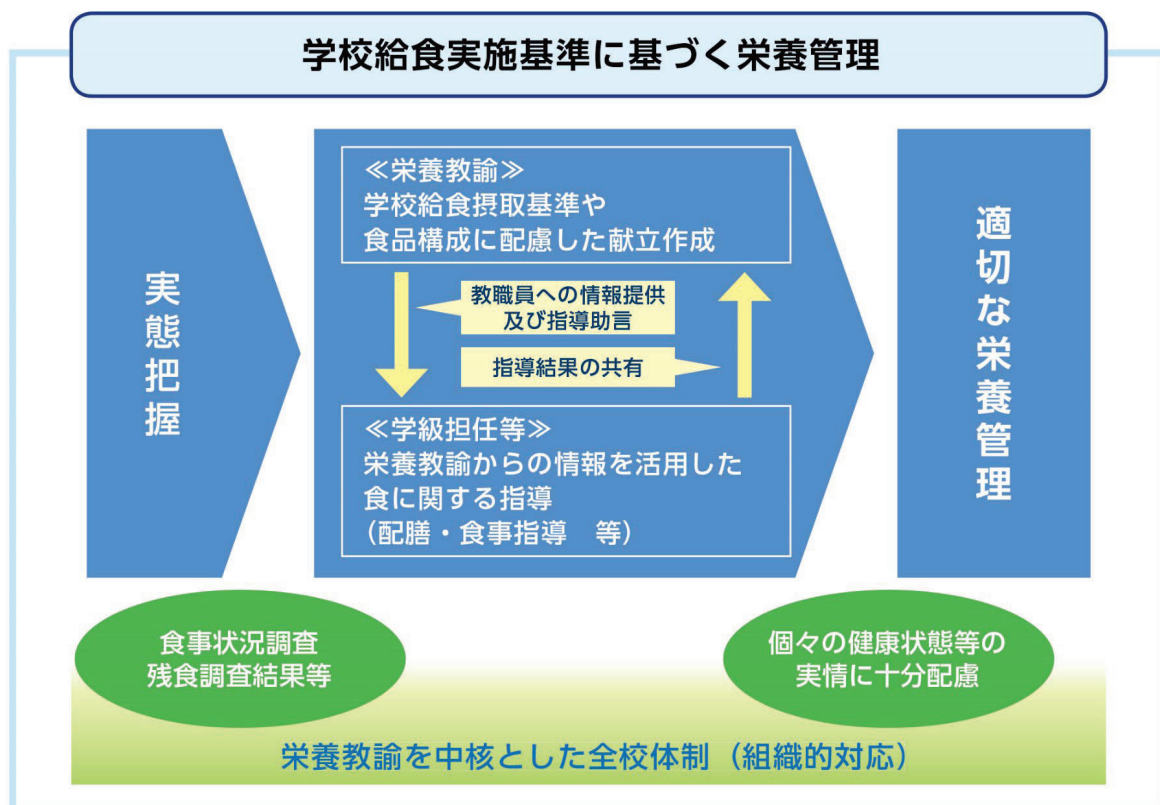 学校給食実施基準に基づく栄養管理
実態把握
≪栄養教諭≫
学校給食摂取基準や
食品構成に配慮した献立作成
教職員への情報提供
及び指導助言
指導結果の共有
≪学級担任等≫
栄養教諭からの情報を活用した
食に関する指導
（配膳・食事指導　等）
適切な栄養管理
食事状況調査
残食調査結果等
個々の健康状態等の
実情に十分配慮
栄養教諭を中核とした全校体制（組織的対応）